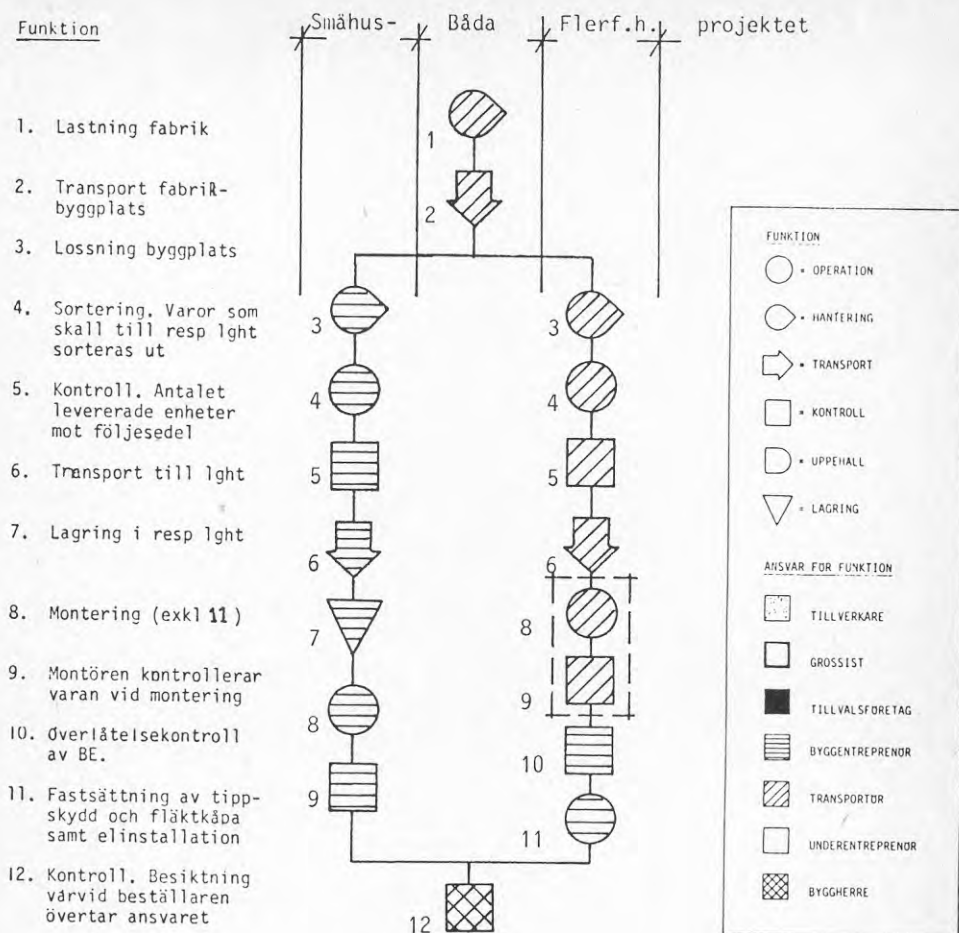 Funktion
Småhus- Båda Flerf.h. projektet
1. Lastning fabrik
2. Transport fabriK-
byggplats
3. Lossning byggplats
4. Sortering. Varor som
skall till resp lght
sorteras ut
5. Kontroll. Antalet
levererade enheter
mot följesedel
6. Transport till lght
7. Lagring i resp lght
8. Montering (exkl 11)
9. Montören kontrollerar
varan vid montering
10. Överlåtelsekontroll
av BE.
11. Fastsättning av tipp-
skydd och fläktkåpa
samt elinstallation
12. Kontroll. Besiktning
varvid beställaren
övertar ansvaret
1
2
3
4
5
6
7
8
9
3
4
5
6
8
9
10
11
12
FUNKTION
= OPERATION
= HANTERING
= TRANSPORT
= KONTROLL
= UPPEHALL
= LAGRING
ANSVAR FÖR FUNKTION
TILLVERKARE
GROSSIST
TILLVALSFÖRETAG
BYGGENTREPRENÖR
TRANSPORTÖR
UNDERENTREPRENÖR
BYGGHERRE